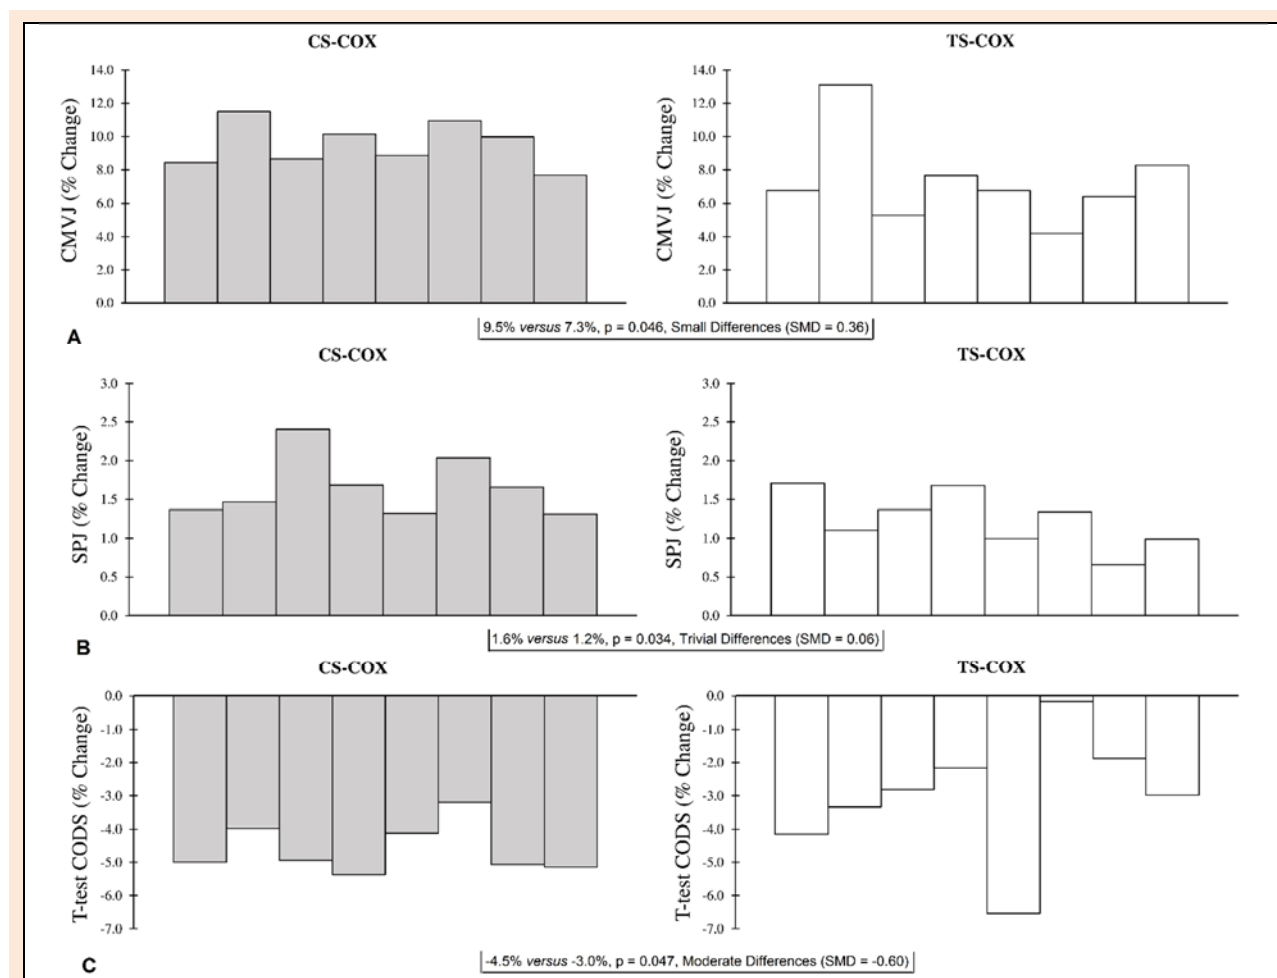 CS-COX
TS-COX
CMVJ (% Change)
14.0
12.0
10.0
8.0
6.0
4.0
2.0
0.0
CMVJ (% Change)
14.0
12.0
10.0
8.0
6.0
4.0
2.0
0.0
A
9.5% versus 7.3%, p = 0.046, Small Differences (SMD = 0.36)
CS-COX
TS-COX
SPJ (% Change)
3.0
2.5
2.0
1.5
1.0
0.5
0.0
SPJ (% Change)
3.0
2.5
2.0
1.5
1.0
0.5
0.0
B
1.6% versus 1.2%, p = 0.034, Trivial Differences (SMD = 0.06)
CS-COX
TS-COX
T-test CODS (% Change)
0.0
-1.0
-2.0
-3.0
-4.0
-5.0
-6.0
-7.0
T-test CODS (% Change)
0.0
-1.0
-2.0
-3.0
-4.0
-5.0
-6.0
-7.0
C
-4.5% versus -3.0%, p = 0.047, Moderate Differences (SMD = -0.60)